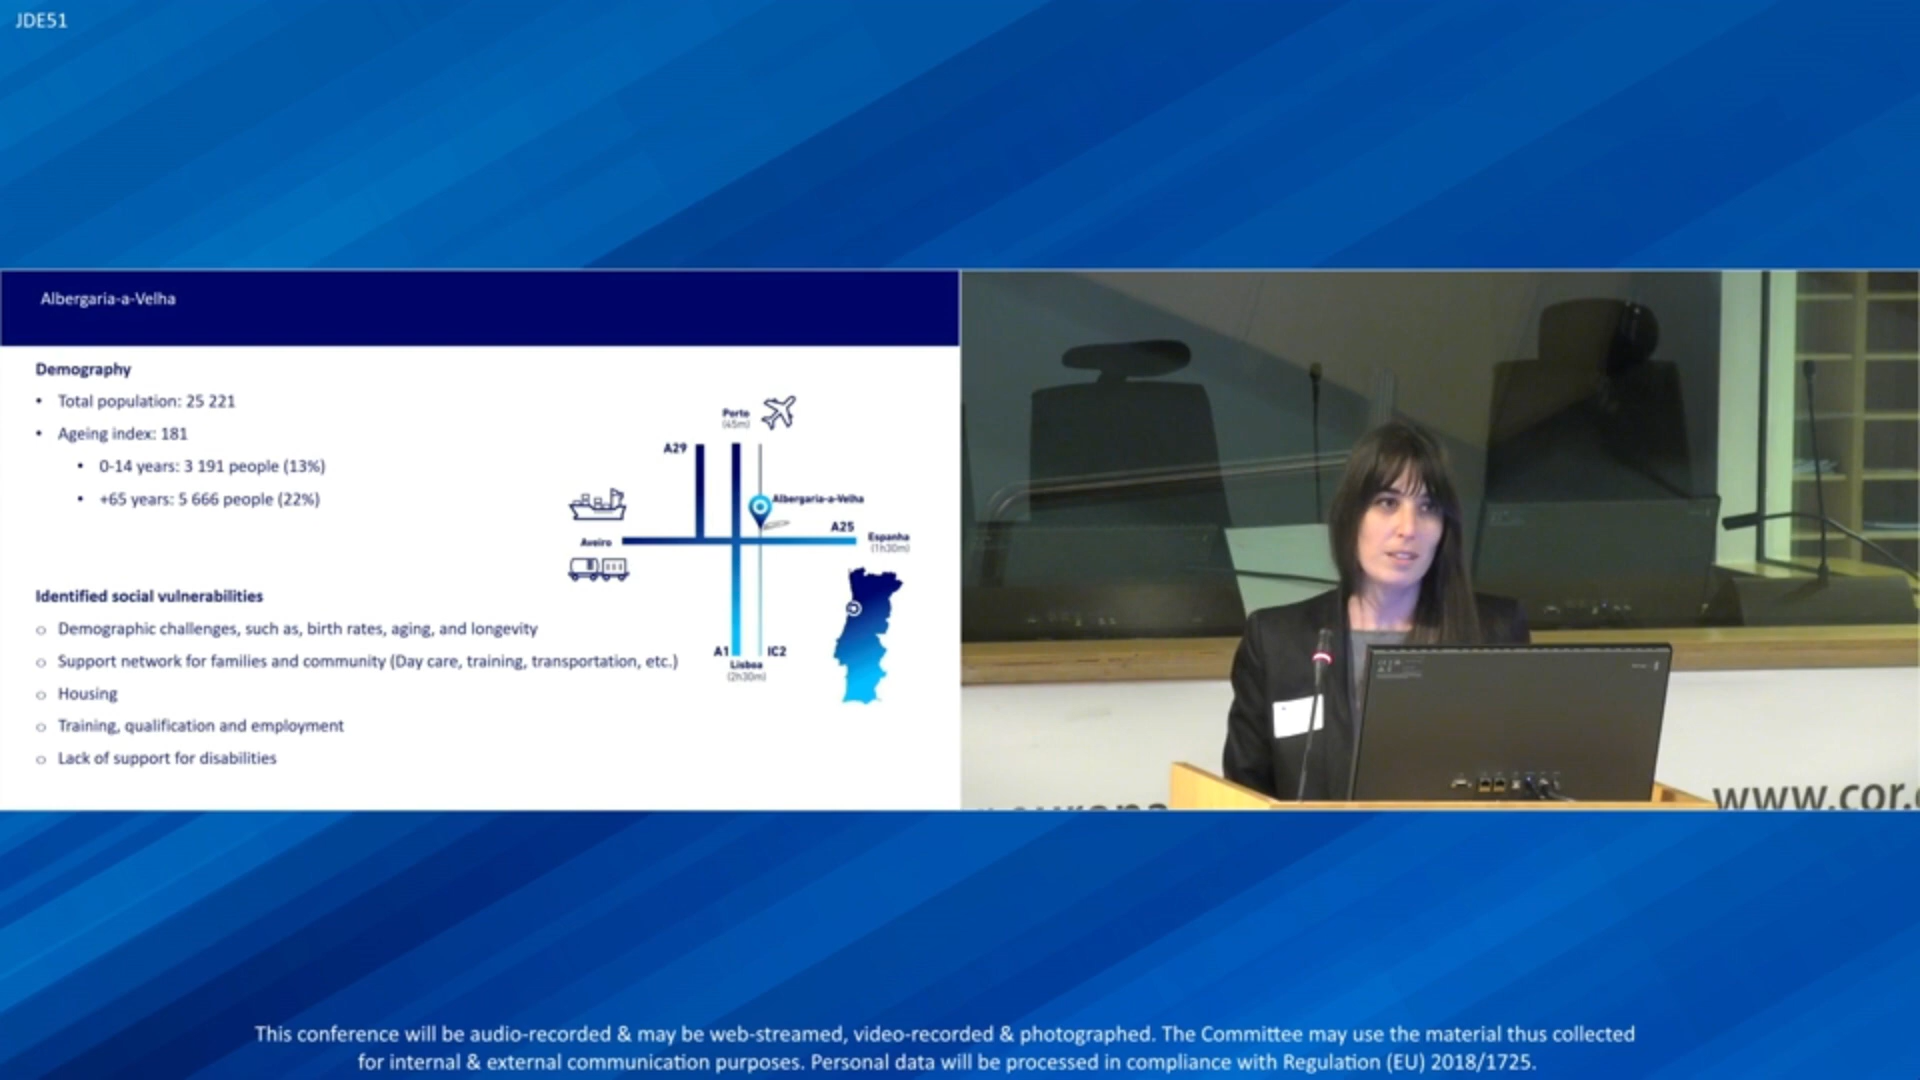 JDE51
Albergaria-a-Velha
Demography
• Total population: 25 221
• Ageing index: 181
• 0-14 years: 3 191 people (13%)
• +65 years: 5 666 people (22%)
Identified social vulnerabilities
o Demographic challenges, such as, birth rates, aging, and longevity
o Support network for families and community (Day care, training, transportation, etc.)
o Housing
o Training, qualification and employment
o Lack of support for disabilities
Porto
(45m)
A29
Albergaria-a-Velha
A25
Aveiro
Espanha
(1h30m)
A1
IC2
Lisboa
(2h30m)
www.cor.
This conference will be audio-recorded & may be web-streamed, video-recorded & photographed. The Committee may use the material thus collected
for internal & external communication purposes. Personal data will be processed in compliance with Regulation (EU) 2018/1725.